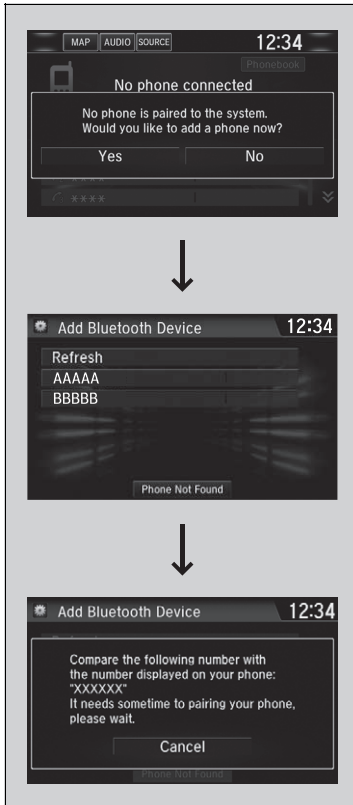 MAP AUDIO SOURCE 12:34
Phonebook
No phone connected
No phone is paired to the system.
Would you like to add a phone now?
Yes No
****
Add Bluetooth Device 12:34
Refresh
AAAAA
BBBBB
Phone Not Found
Add Bluetooth Device 12:34
Compare the following number with
the number displayed on your phone:
"XXXXXX"
It needs sometime to pairing your phone,
please wait.
Cancel
Phone Not Found